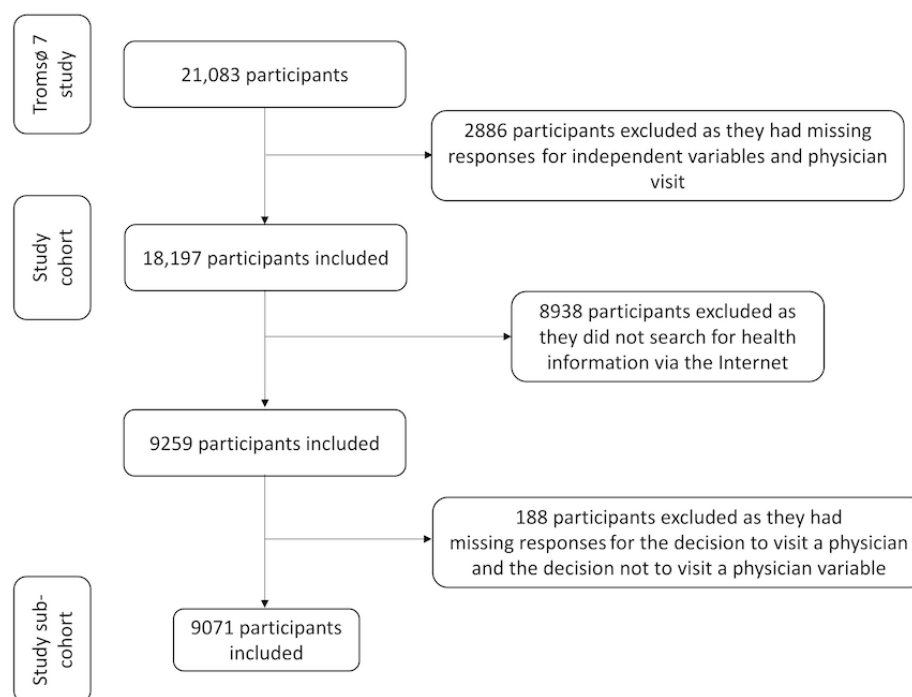 Tromsø 7
study
21,083 participants
2886 participants excluded as they had missing
responses for independent variables and physician
visit
Study
cohort
18,197 participants included
8938 participants excluded as
they did not search for health
information via the Internet
9259 participants included
188 participants excluded as they had
missing responses for the decision to visit a physician
and the decision not to visit a physician variable
Study sub-
cohort
9071 participants
included